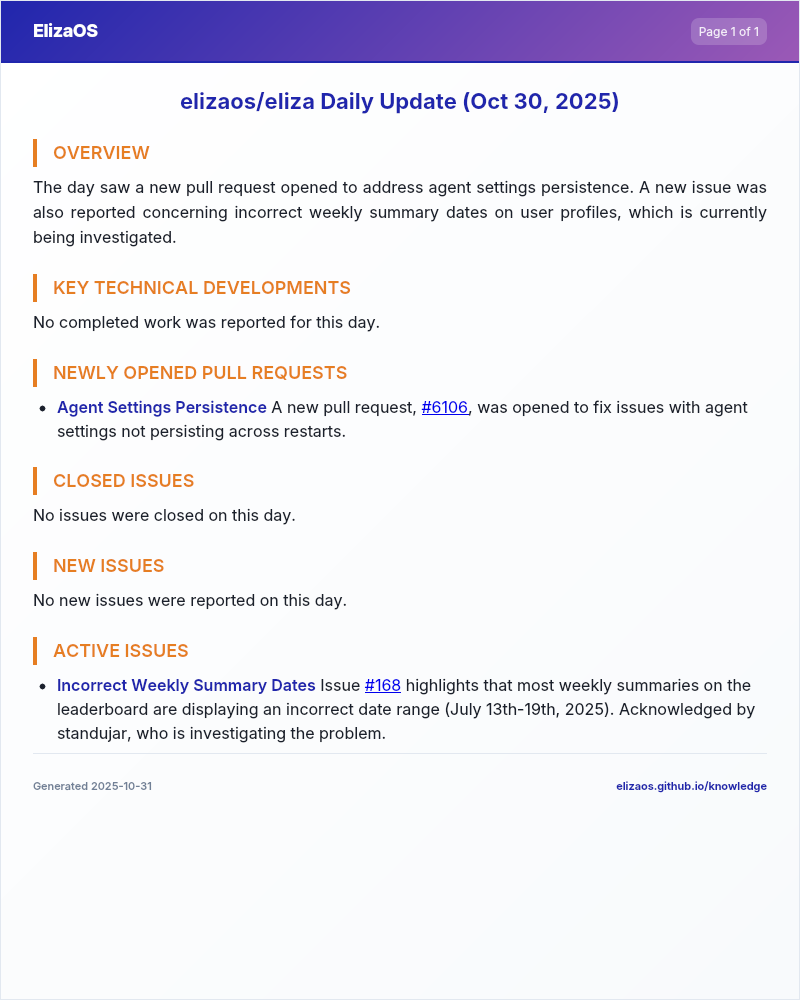 ElizaOS
Page 1 of 1
elizaos/eliza Daily Update (Oct 30, 2025)
OVERVIEW
The day saw a new pull request opened to address agent settings persistence. A new issue was
also reported concerning incorrect weekly summary dates on user profiles, which is currently
being investigated.
KEY TECHNICAL DEVELOPMENTS
No completed work was reported for this day.
NEWLY OPENED PULL REQUESTS
• Agent Settings Persistence A new pull request, #6106, was opened to fix issues with agent
settings not persisting across restarts.
CLOSED ISSUES
No issues were closed on this day.
NEW ISSUES
No new issues were reported on this day.
ACTIVE ISSUES
• Incorrect Weekly Summary Dates Issue #168 highlights that most weekly summaries on the
leaderboard are displaying an incorrect date range (July 13th-19th, 2025). Acknowledged by
standujar, who is investigating the problem.
Generated 2025-10-31
elizaos.github.io/knowledge